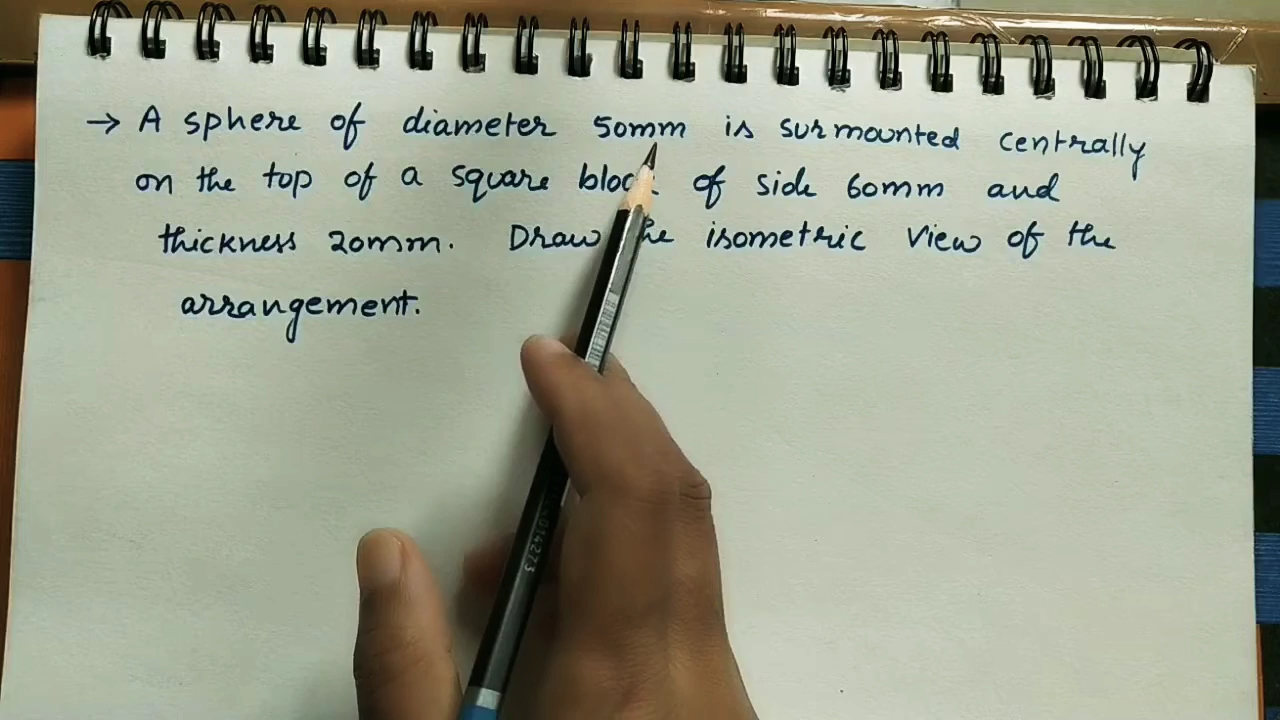 → A sphere of diameter 50mm is surmounted centrally
on the top of a square of side 60mm and
thickness 20mm. Draw isometric view of the
arrangement.
014273